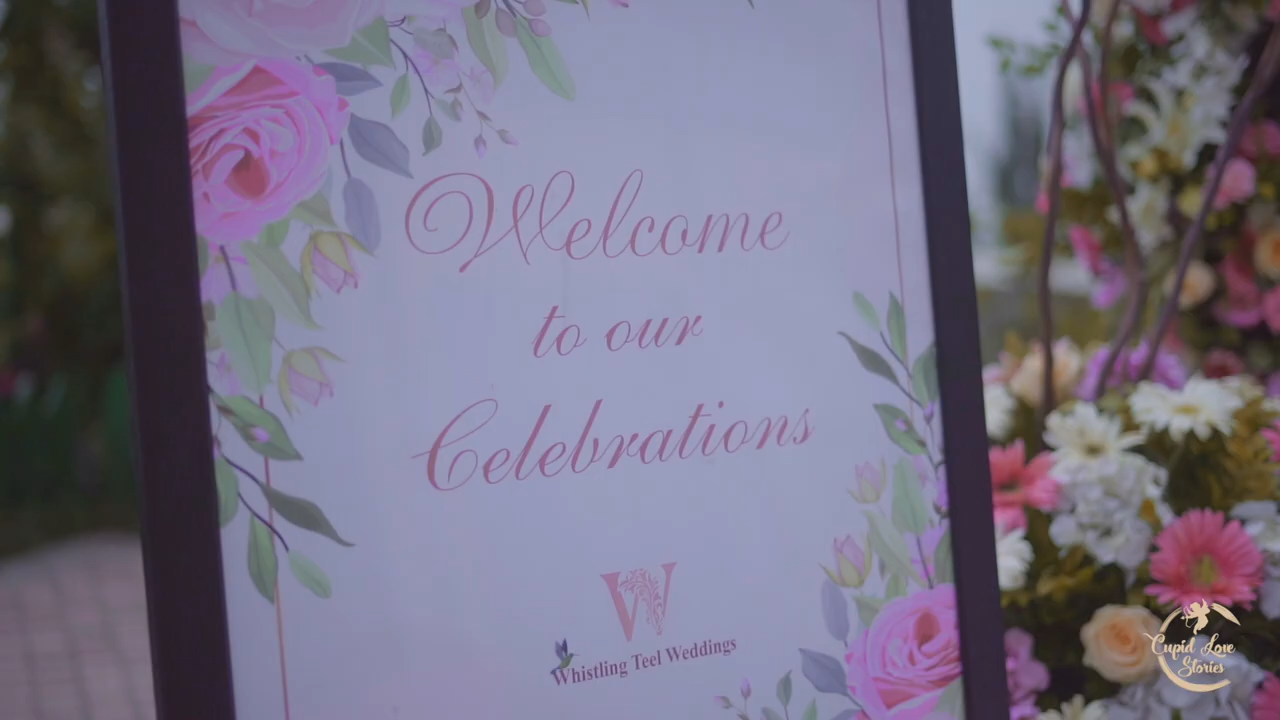 Welcome
to our
Celebrations
W
Whistling Teel Weddings
Cupid Love
Stories